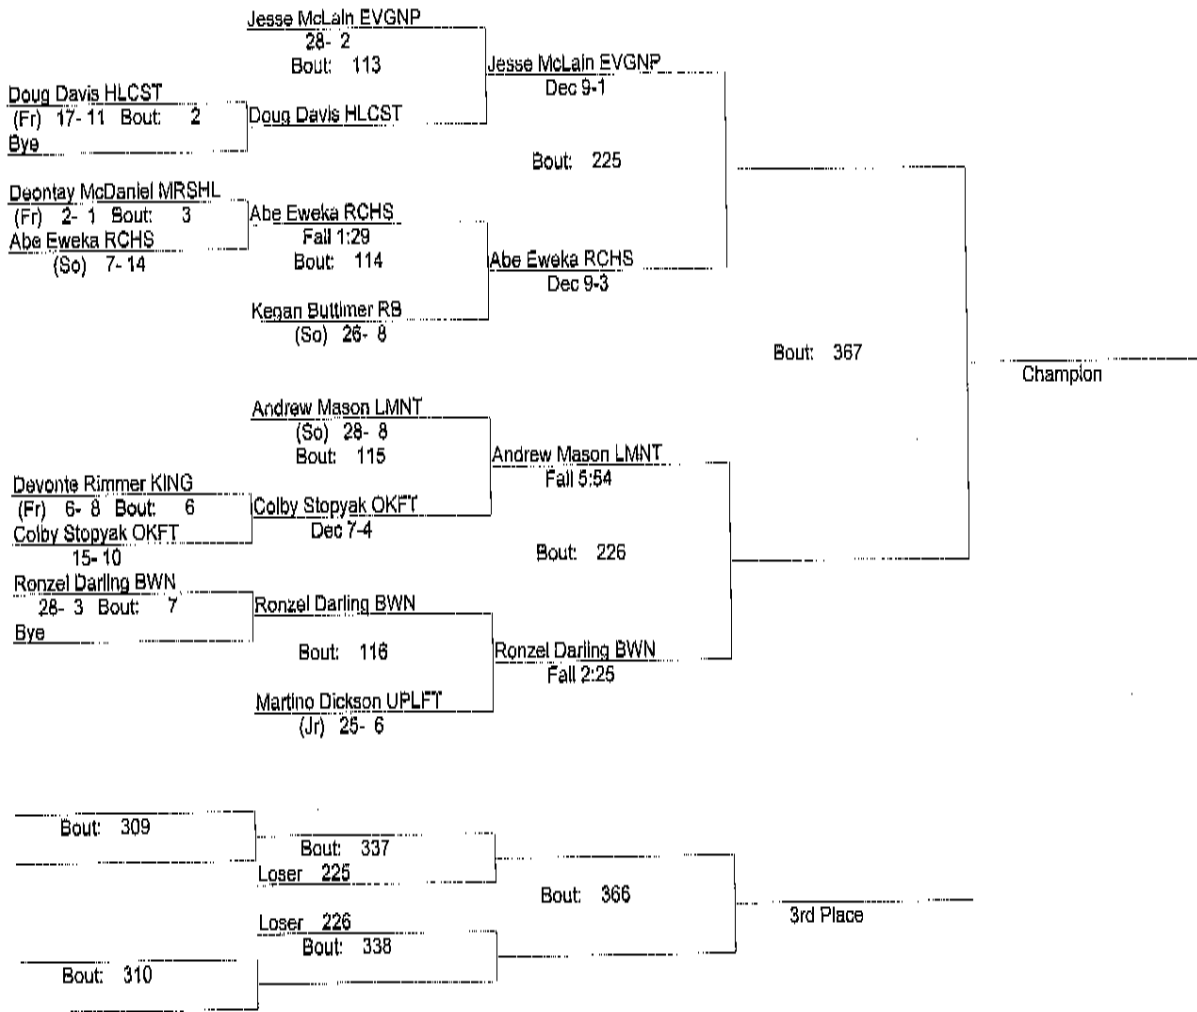 Jesse McLain EVGNP
28- 2
Bout: 113
Jesse McLain EVGNP
Dec 9-1
Doug Davis HLCST
(Fr) 17- 11 Bout: 2
Bye
Doug Davis HLCST
Bout: 225
Deontay McDaniel MRSHL
(Fr) 2- 1 Bout: 3
Abe Eweka RCHS
(So) 7- 14
Abe Eweka RCHS
Fall 1:29
Bout: 114
Abe Eweka RCHS
Dec 9-3
Kegan Buttimer RB
(So) 26- 8
Bout: 367
Champion
Andrew Mason LMNT
(So) 28- 8
Bout: 115
Andrew Mason LMNT
Fall 5:54
Devonte Rimmer KING
(Fr) 6- 8 Bout: 6
Colby Stopyak OKFT
15- 10
Colby Stopyak OKFT
Dec 7-4
Bout: 226
Ronzel Darling BWN
28- 3 Bout: 7
Bye
Ronzel Darling BWN
Bout: 116
Ronzel Darling BWN
Fall 2:25
Martino Dickson UPLFT
(Jr) 25- 6
Bout: 309
Bout: 337
Loser 225
Bout: 366
3rd Place
Loser 226
Bout: 338
Bout: 310